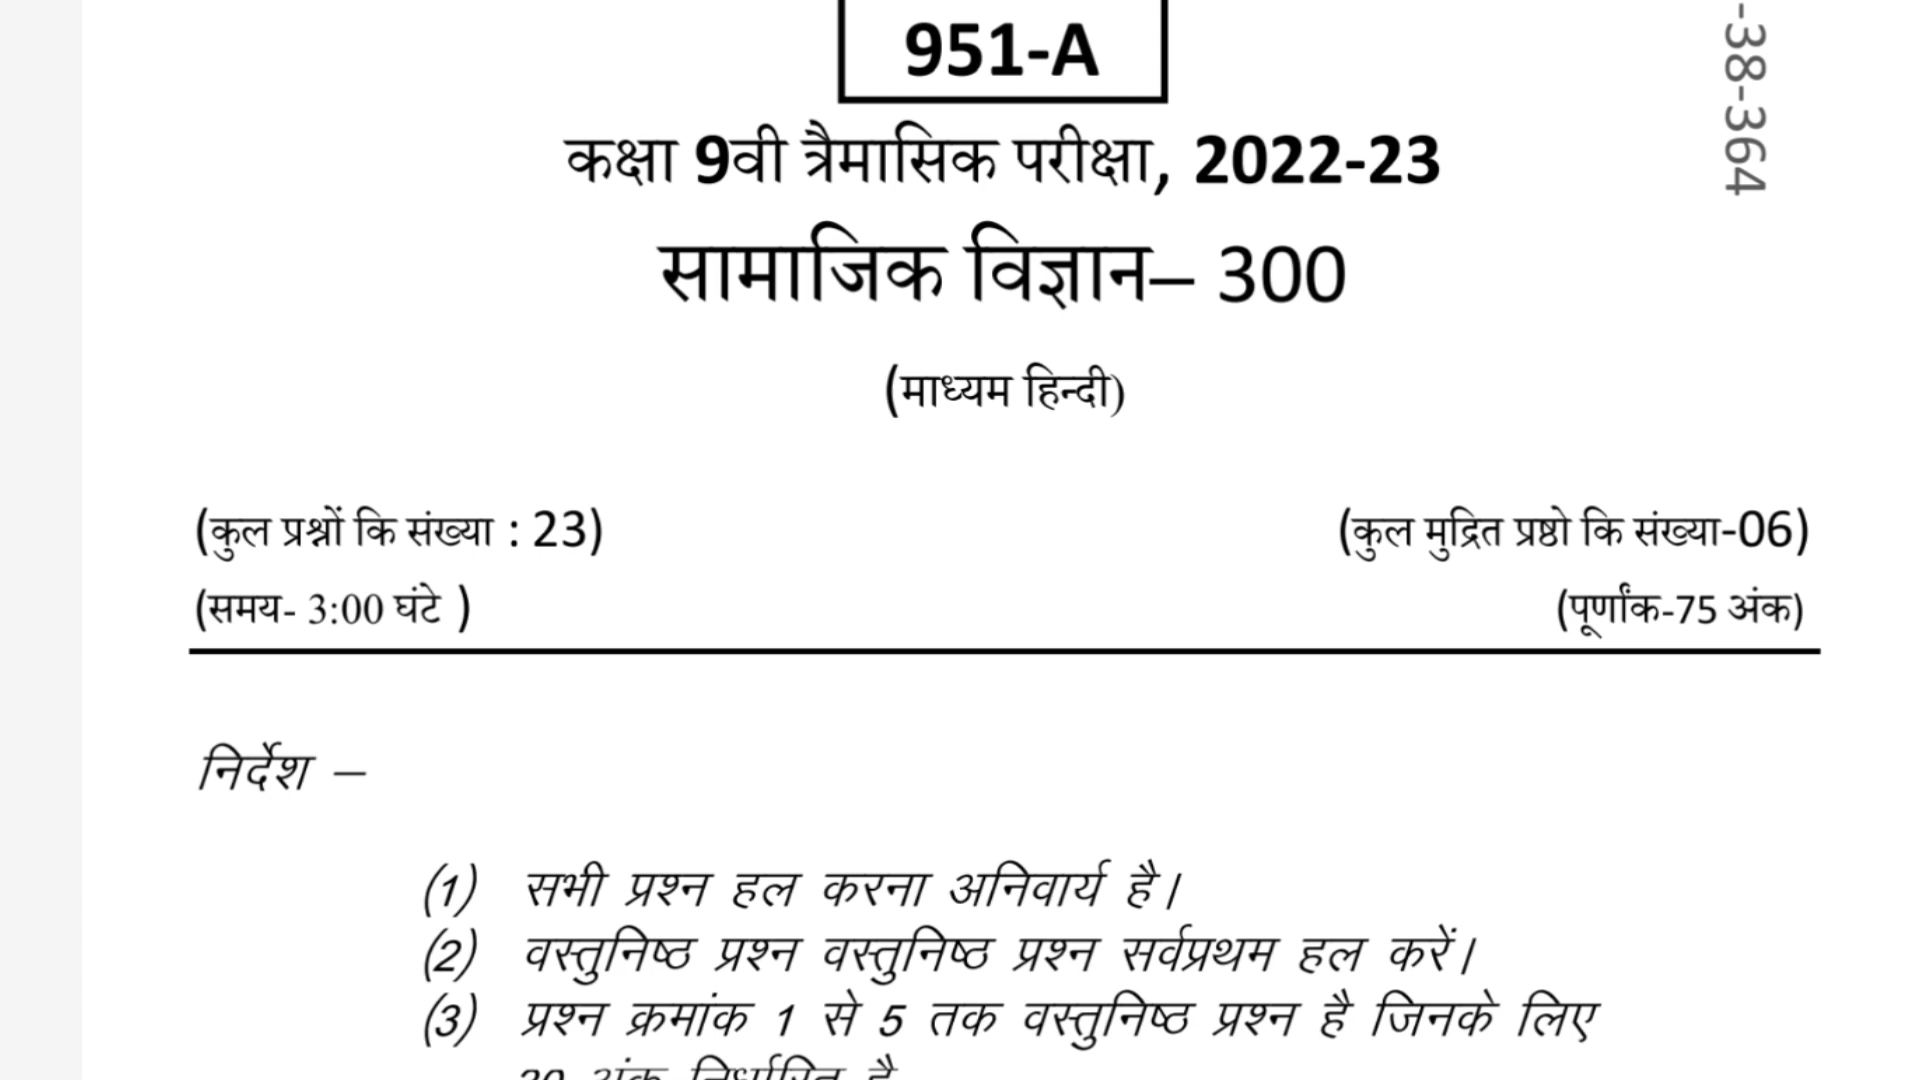 951-A
-38-364
कक्षा 9वी त्रैमासिक परीक्षा, 2022-23
सामाजिक विज्ञान– 300
(माध्यम हिन्दी)
(कुल प्रश्नों कि संख्या : 23)
(कुल मुद्रित प्रष्ठो कि संख्या-06)
(समय- 3:00 घंटे )
(पूर्णांक-75 अंक)
निर्देश –
(1) सभी प्रश्न हल करना अनिवार्य है।
(2) वस्तुनिष्ठ प्रश्न वस्तुनिष्ठ प्रश्न सर्वप्रथम हल करें।
(3) प्रश्न क्रमांक 1 से 5 तक वस्तुनिष्ठ प्रश्न है जिनके लिए
अंक निर्धारित है